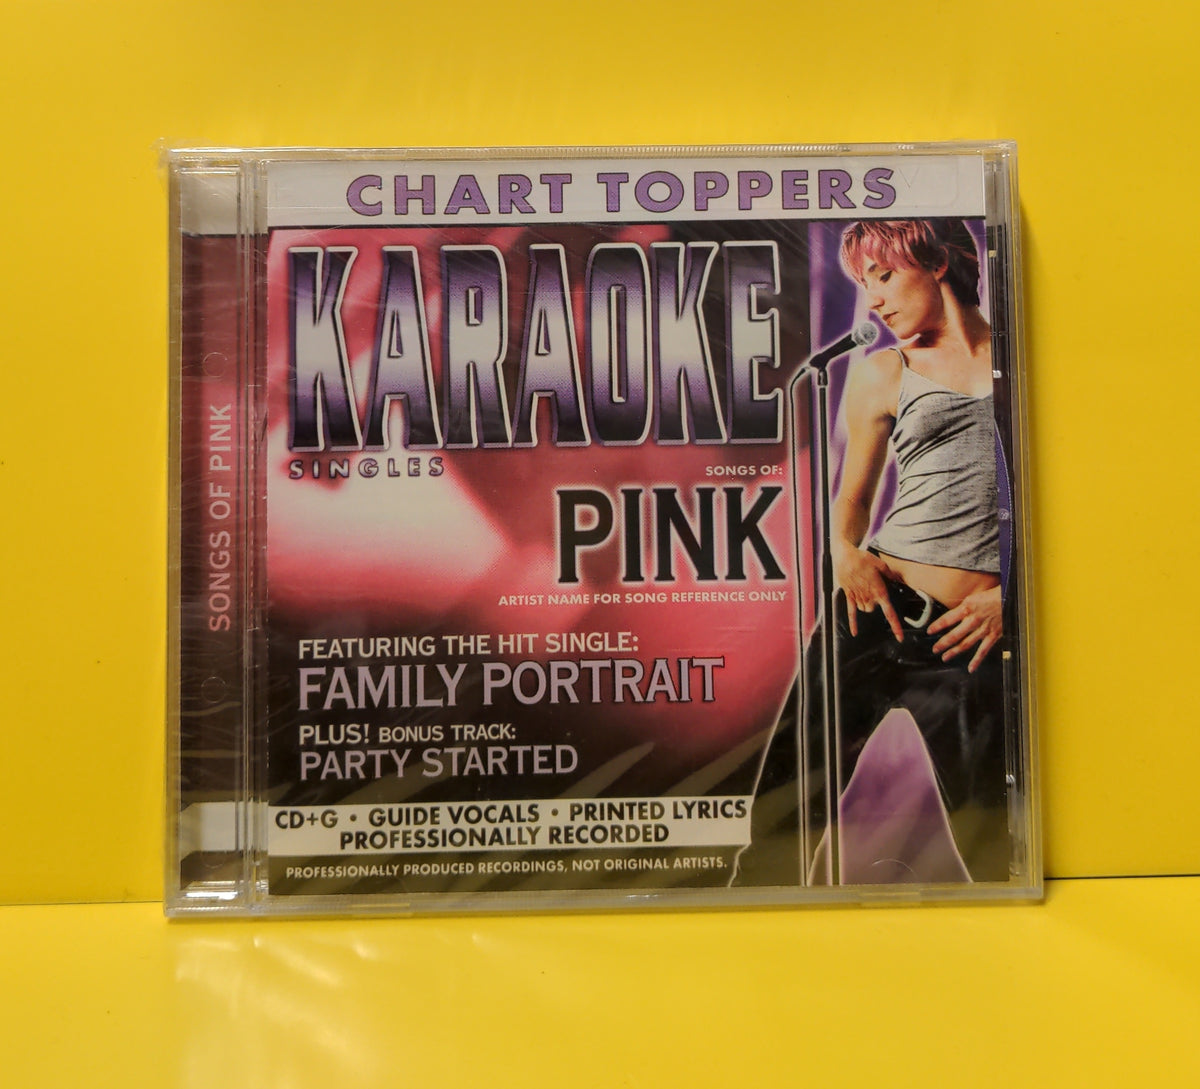 CHART TOPPERS
KARAOKE
SINGLES
SONGS OF:
PINK
ARTIST NAME FOR SONG REFERENCE ONLY
FEATURING THE HIT SINGLE:
FAMILY PORTRAIT
PLUS! BONUS TRACK:
PARTY STARTED
CD+G • GUIDE VOCALS • PRINTED LYRICS
PROFESSIONALLY RECORDED
PROFESSIONALLY PRODUCED RECORDINGS, NOT ORIGINAL ARTISTS.
SONGS OF PINK